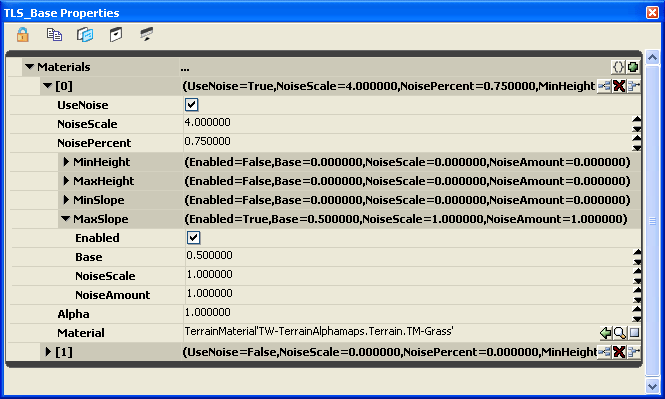 TLS_Base Properties
Materials ...
[0] (UseNoise=True,NoiseScale=4.000000,NoisePercent=0.750000,MinHeight
UseNoise
NoiseScale 4.000000
NoisePercent 0.750000
MinHeight (Enabled=False,Base=0.000000,NoiseScale=0.000000,NoiseAmount=0.000000)
MaxHeight (Enabled=False,Base=0.000000,NoiseScale=0.000000,NoiseAmount=0.000000)
MinSlope (Enabled=False,Base=0.000000,NoiseScale=0.000000,NoiseAmount=0.000000)
MaxSlope (Enabled=True,Base=0.500000,NoiseScale=1.000000,NoiseAmount=1.000000)
Enabled
Base 0.500000
NoiseScale 1.000000
NoiseAmount 1.000000
Alpha 1.000000
Material TerrainMaterial'TW-TerrainAlphamaps.Terrain.TM-Grass'
[1] (UseNoise=False,NoiseScale=0.000000,NoisePercent=0.000000,MinHeight